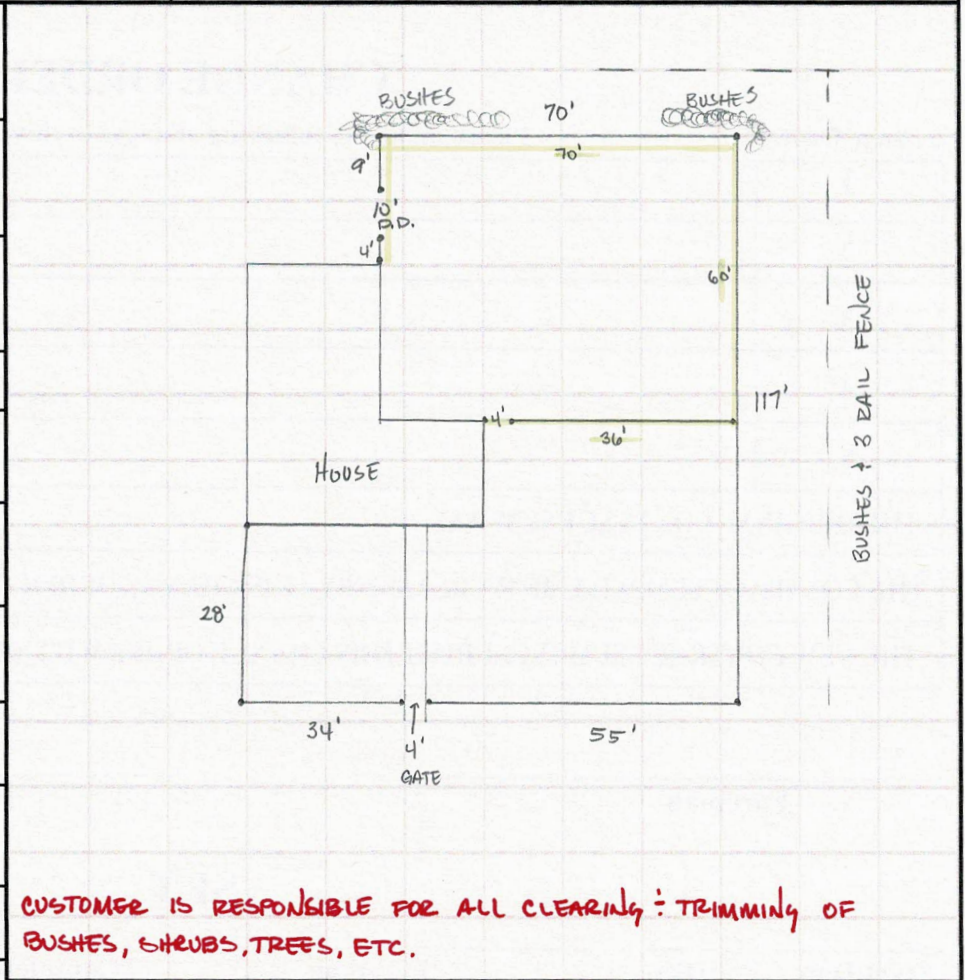 BUSHES
70'
BUSHES
9'
70'
10'
D.D.
4'
60'
117'
4'
36'
HOUSE
BUSHES & 3 RAIL FENCE
28'
34'
4'
GATE
55'
CUSTOMER IS RESPONSIBLE FOR ALL CLEARING & TRIMMING OF
BUSHES, SHRUBS, TREES, ETC.